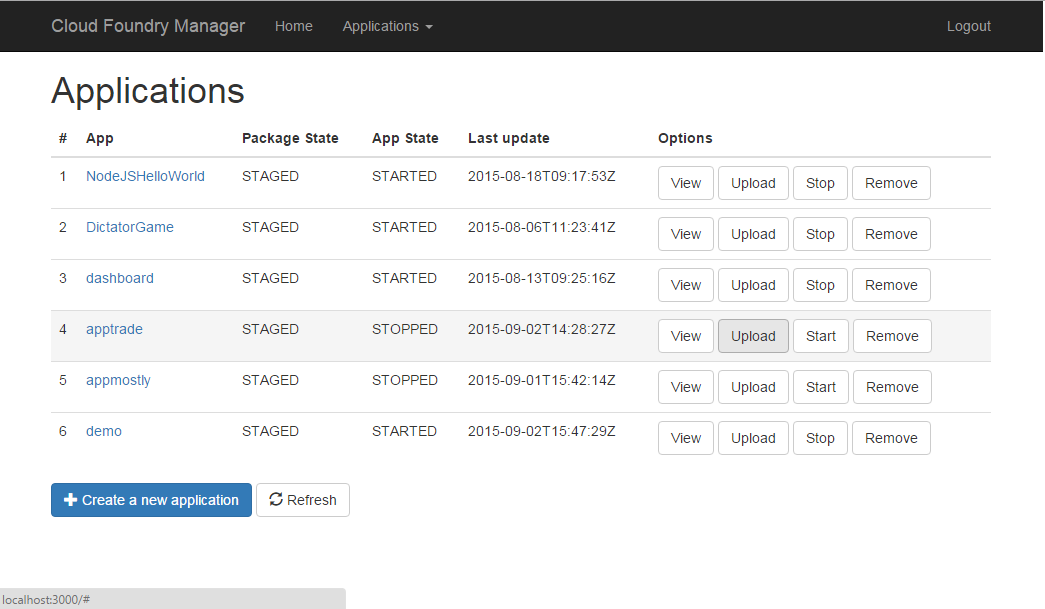 Cloud Foundry Manager Home Applications Logout
Applications
# App Package State App State Last update Options
1 NodeJSHelloWorld STAGED STARTED 2015-08-18T09:17:53Z View Upload Stop Remove
2 DictatorGame STAGED STARTED 2015-08-06T11:23:41Z View Upload Stop Remove
3 dashboard STAGED STARTED 2015-08-13T09:25:16Z View Upload Stop Remove
4 apptrade STAGED STOPPED 2015-09-02T14:28:27Z View Upload Start Remove
5 appmostly STAGED STOPPED 2015-09-01T15:42:14Z View Upload Start Remove
6 demo STAGED STARTED 2015-09-02T15:47:29Z View Upload Stop Remove
Create a new application Refresh
localhost:3000/#